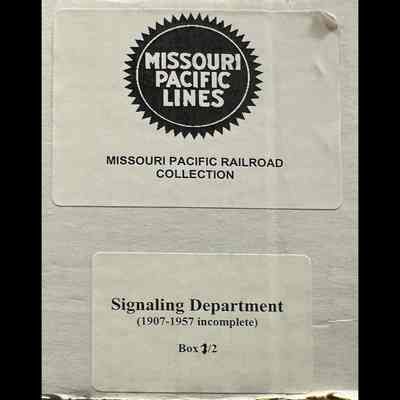 MISSOURI
PACIFIC
LINES
MISSOURI PACIFIC RAILROAD
COLLECTION
Signaling Department
(1907-1957 incomplete)
Box /2